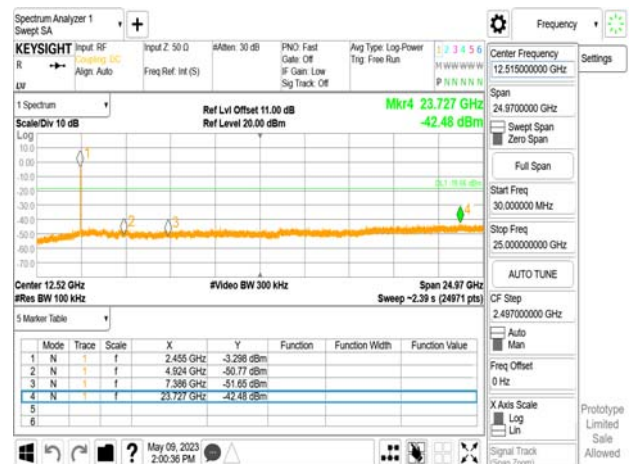 Spectrum Analyzer 1
Swept SA
Frequency
KEYSIGHT
R
LXI
Input: RF
Coupling: DC
Align: Auto
Input Z: 50 Ω
Freq Ref: Int (S)
#Atten: 30 dB
PNO: Fast
Gate: Off
IF Gain: Low
Sig Track: Off
Avg Type: Log-Power
Trig: Free Run
1 2 3 4 5 6
M W W W W W
P N N N N N
1 Spectrum
Scale/Div 10 dB
Ref Lvl Offset 11.00 dB
Ref Level 20.00 dBm
Mkr4 23.727 GHz
-42.48 dBm
Log
10.0
0.00
-10.0
-20.0
-30.0
-40.0
-50.0
-60.0
-70.0
1
2
3
4
Center 12.52 GHz
#Video BW 300 kHz
Span 24.97 GHz
#Res BW 100 kHz
Sweep ~2.39 s (24971 pts)
5 Marker Table
Mode Trace Scale X Y Function Function Width Function Value
1 N 1 f 2.455 GHz -3.298 dBm
2 N 1 f 4.924 GHz -50.77 dBm
3 N 1 f 7.386 GHz -51.65 dBm
4 N 1 f 23.727 GHz -42.48 dBm
5
6
May 09, 2023
2:00:36 PM
Center Frequency
12.515000000 GHz
Settings
Span
24.9700000 GHz
Swept Span
Zero Span
Full Span
Start Freq
30.000000 MHz
Stop Freq
25.000000000 GHz
AUTO TUNE
CF Step
2.497000000 GHz
Auto
Man
Freq Offset
0 Hz
X Axis Scale
Log
Lin
Signal Track
(Span Zoom)
Prototype
Limited
Sale
Allowed